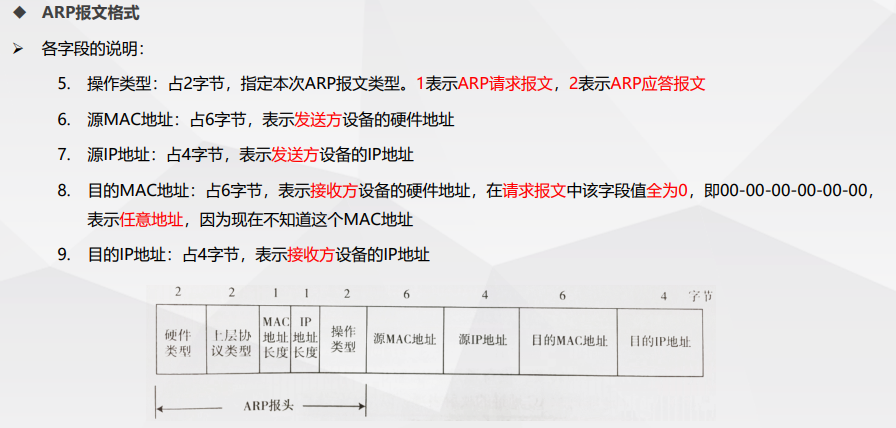 ◆ ARP报文格式
➢ 各字段的说明：
5. 操作类型：占2字节，指定本次ARP报文类型。1表示ARP请求报文，2表示ARP应答报文
6. 源MAC地址：占6字节，表示发送方设备的硬件地址
7. 源IP地址：占4字节，表示发送方设备的IP地址
8. 目的MAC地址：占6字节，表示接收方设备的硬件地址，在请求报文中该字段值全为0，即00-00-00-00-00-00，
表示任意地址，因为现在不知道这个MAC地址
9. 目的IP地址：占4字节，表示接收方设备的IP地址
2 2 1 1 2 6 4 6 4 字节
硬件
类型
上层协
议类型
MAC
地址
长度
IP
地址
长度
操作
类型
源MAC地址
源IP地址
目的MAC地址
目的IP地址
ARP报头